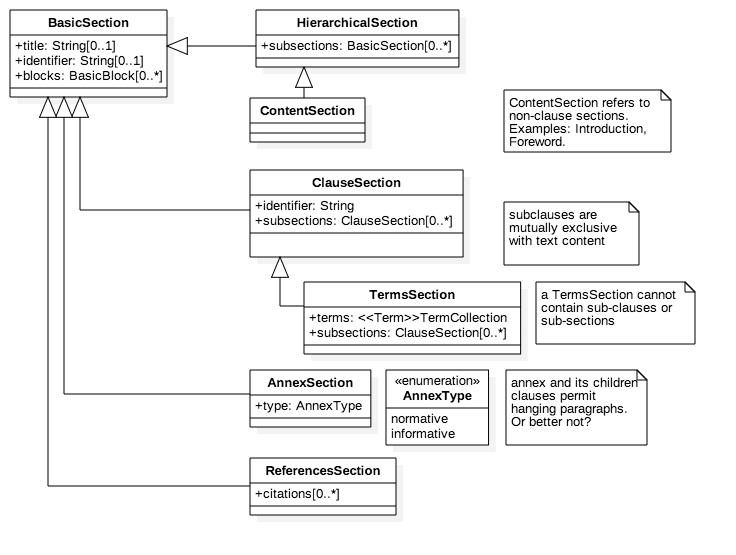 BasicSection
+title: String[0..1]
+identifier: String[0..1]
+blocks: BasicBlock[0..*]
HierarchicalSection
+subsections: BasicSection[0..*]
ContentSection
ContentSection refers to
non-clause sections.
Examples: Introduction,
Foreword.
ClauseSection
+identifier: String
+subsections: ClauseSection[0..*]
subclauses are
mutually exclusive
with text content
TermsSection
+terms: <<Term>>TermCollection
+subsections: ClauseSection[0..*]
a TermsSection cannot
contain sub-clauses or
sub-sections
AnnexSection
+type: AnnexType
«enumeration»
AnnexType
normative
informative
annex and its children
clauses permit
hanging paragraphs.
Or better not?
ReferencesSection
+citations[0..*]